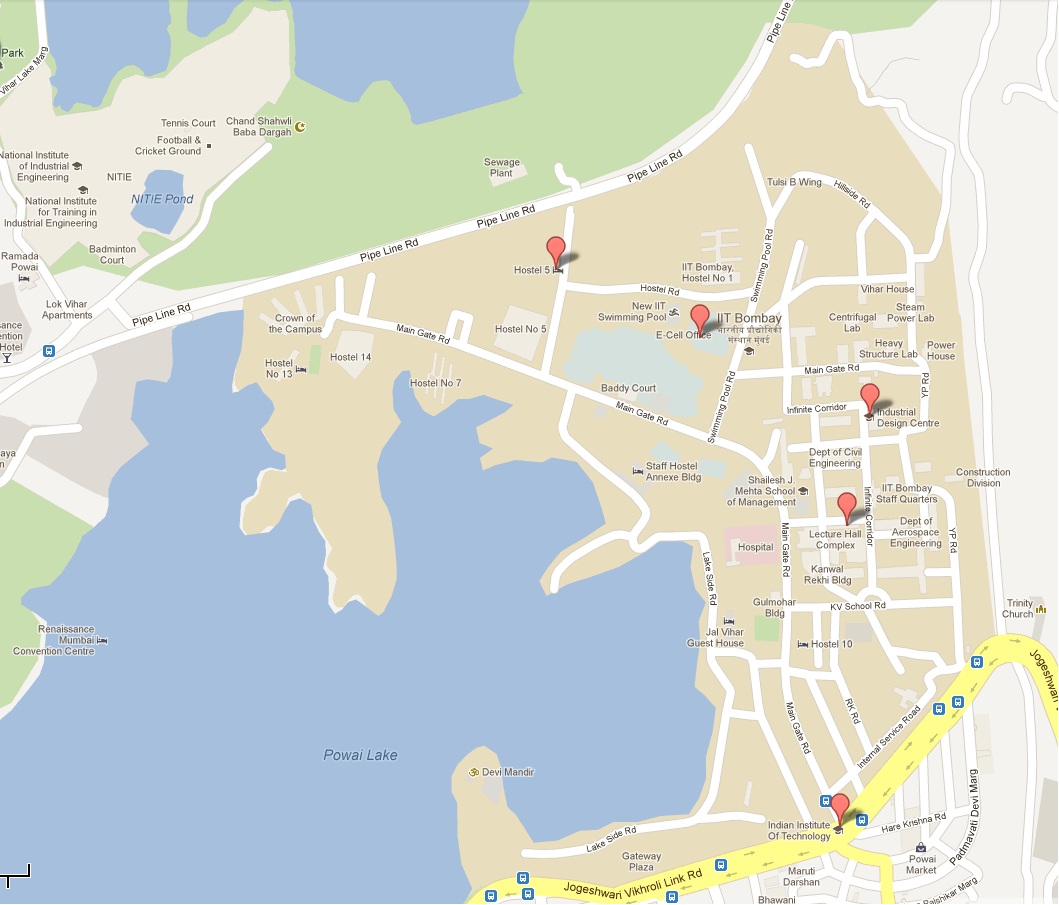 Pipe Line
Park
Vihar Lake Marg
Tennis Court
Chand Shahwli
Baba Dargah
Football &
Cricket Ground
National Institute
of Industrial
Engineering
NITIE
National Institute
for Training in
Industrial Engineering
NITIE Pond
Sewage
Plant
Pipe Line Rd
Tulsi B Wing
Hillside Rd
Pipe Line Rd
Pipe Line Rd
Badminton
Court
Ramada
Powai
Hostel 5
IIT Bombay,
Hostel No 1
Swimming Pool Rd
Hostel Rd
Vihar House
Lok Vihar
Apartments
Pipe Line Rd
New IIT
Swimming Pool
Steam
Power Lab
Crown of
the Campus
Main Gate Rd
Hostel No 5
E-Cell Office
IIT Bombay
भारतीय प्रौद्योगिकी
संस्थान मुंबई
Centrifugal
Lab
Hotel
Hostel 14
Heavy
Structure Lab
Power
House
Hostel
No 13
Hostel No 7
Baddy Court
Main Gate Rd
YP Rd
Main Gate Rd
Swimming Pool Rd
Infinite Corridor
Industrial
Design Centre
Dept of Civil
Engineering
Staff Hostel
Annexe Bldg
Shailesh J.
Mehta School
of Management
Infinite Corridor
IIT Bombay
Staff Quarters
Construction
Division
Lecture Hall
Complex
Dept of
Aerospace
Engineering
YP Rd
Hospital
Main Gate Rd
Lake Side Rd
Kanwal
Rekhi Bldg
Gulmohar
Bldg
KV School Rd
Trinity
Church
Renaissance
Mumbai
Convention Centre
Jal Vihar
Guest House
Hostel 10
Main Gate Rd
RK Rd
Internal Service Road
Powai Lake
Devi Mandir
Padmavati Devi Marg
Lake Side Rd
Indian Institute
Of Technology
Hare Krishna Rd
Gateway
Plaza
Powai
Market
Maruti
Darshan
Jogeshwari Vikhroli Link Rd
Bhawani